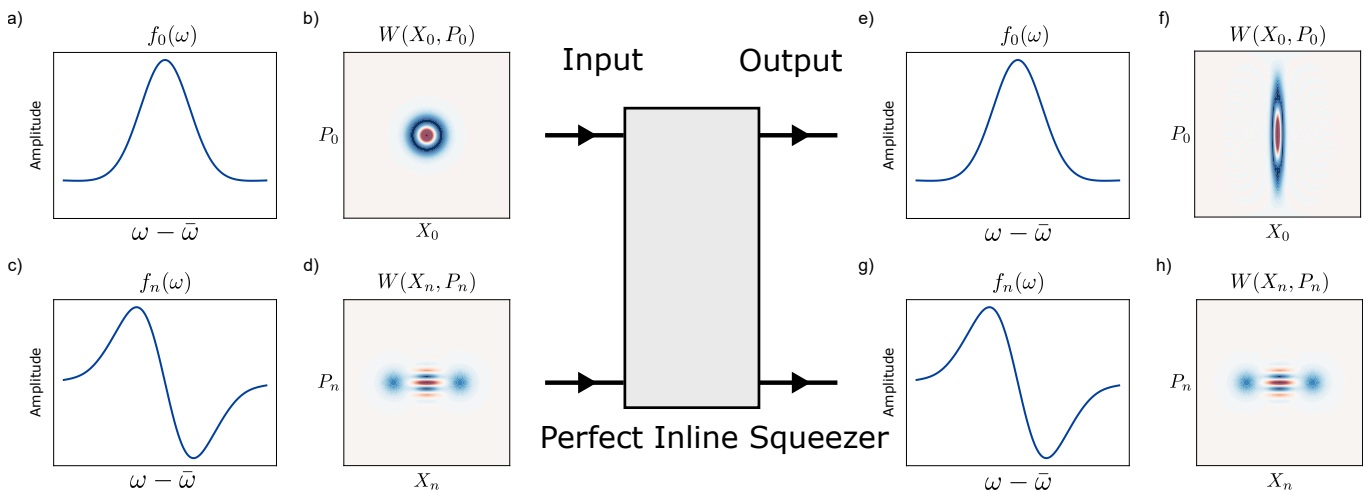 a)
f₀(ω)
Amplitude
ω − ω̄
b)
W(X₀, P₀)
P₀
X₀
c)
fₙ(ω)
Amplitude
ω − ω̄
d)
W(Xₙ, Pₙ)
Pₙ
Xₙ
Input
Output
Perfect Inline Squeezer
e)
f₀(ω)
Amplitude
ω − ω̄
f)
W(X₀, P₀)
P₀
X₀
g)
fₙ(ω)
Amplitude
ω − ω̄
h)
W(Xₙ, Pₙ)
Pₙ
Xₙ